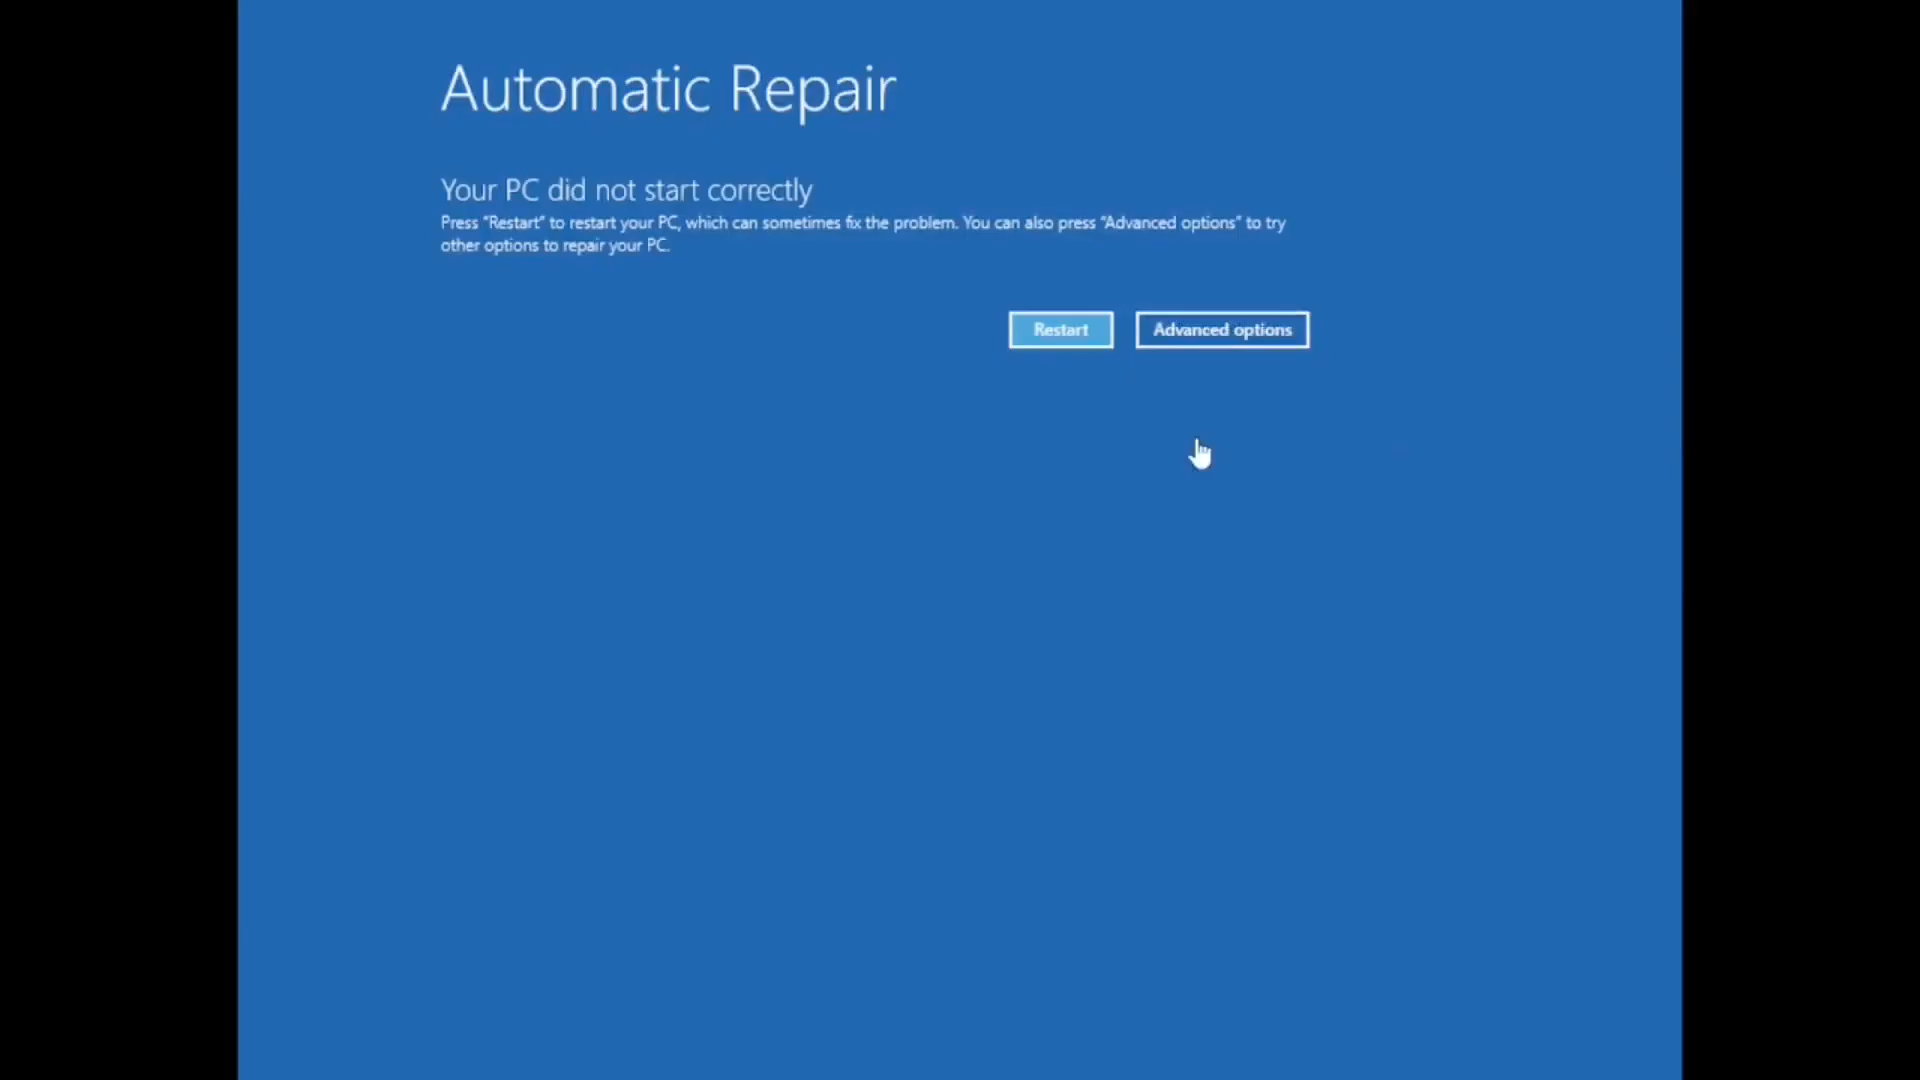 Automatic Repair
Your PC did not start correctly
Press “Restart” to restart your PC, which can sometimes fix the problem. You can also press “Advanced options” to try
other options to repair your PC.
Restart
Advanced options